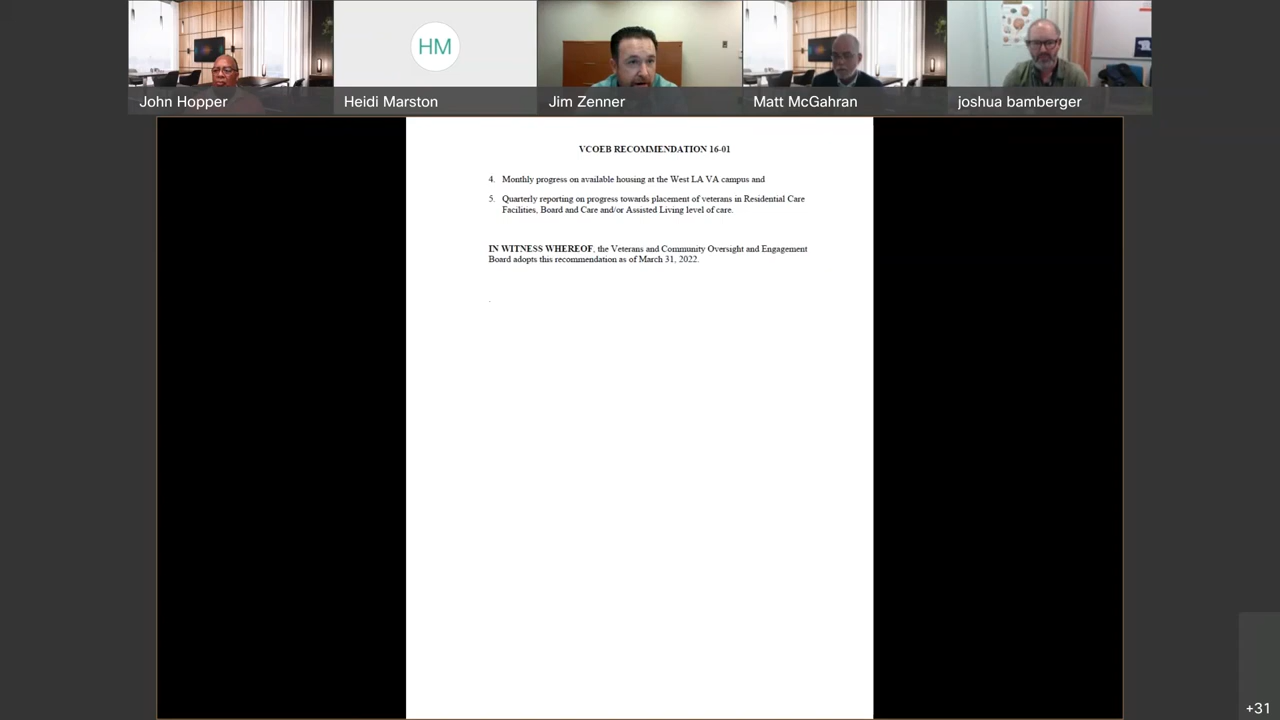 HM
John Hopper
Heidi Marston
Jim Zenner
Matt McGahran
joshua bamberger
VCOEB RECOMMENDATION 16-01
4. Monthly progress on available housing at the West LA VA campus and
5. Quarterly reporting on progress towards placement of veterans in Residential Care
Facilities, Board and Care and/or Assisted Living level of care.
IN WITNESS WHEREOF, the Veterans and Community Oversight and Engagement
Board adopts this recommendation as of March 31, 2022.
.
+31